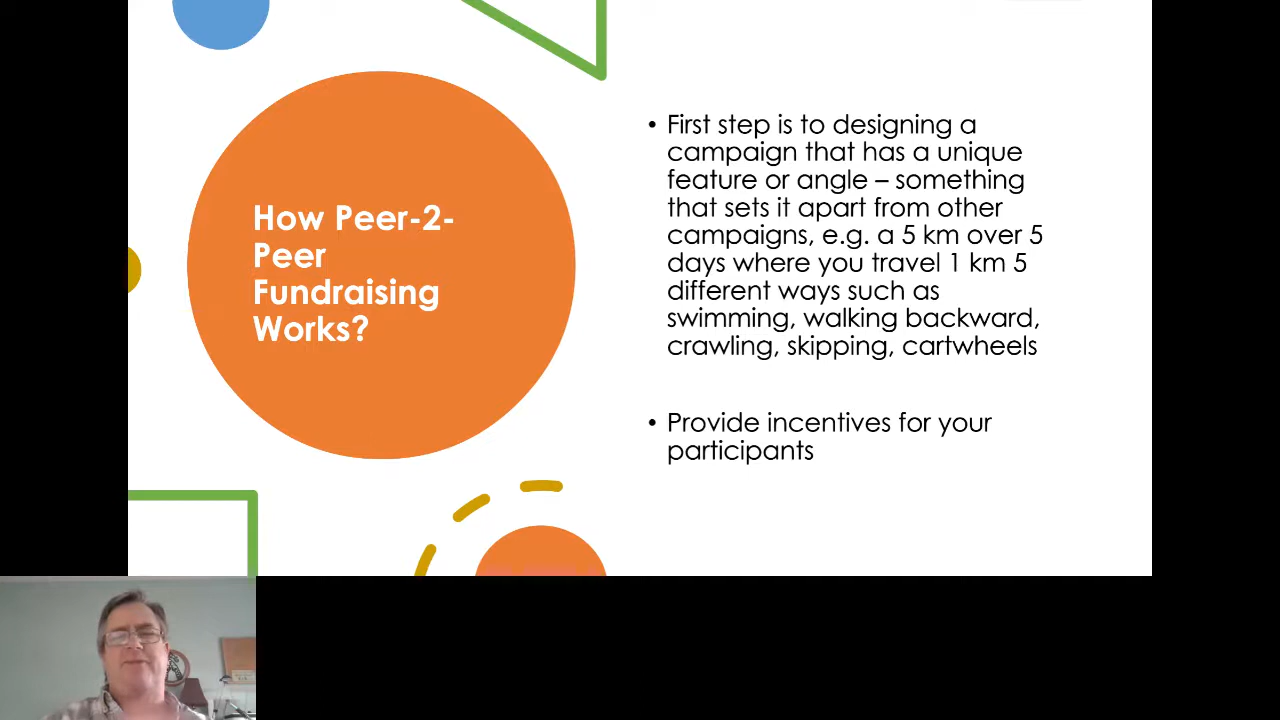 How Peer-2-
Peer
Fundraising
Works?
• First step is to designing a
campaign that has a unique
feature or angle – something
that sets it apart from other
campaigns, e.g. a 5 km over 5
days where you travel 1 km 5
different ways such as
swimming, walking backward,
crawling, skipping, cartwheels
• Provide incentives for your
participants